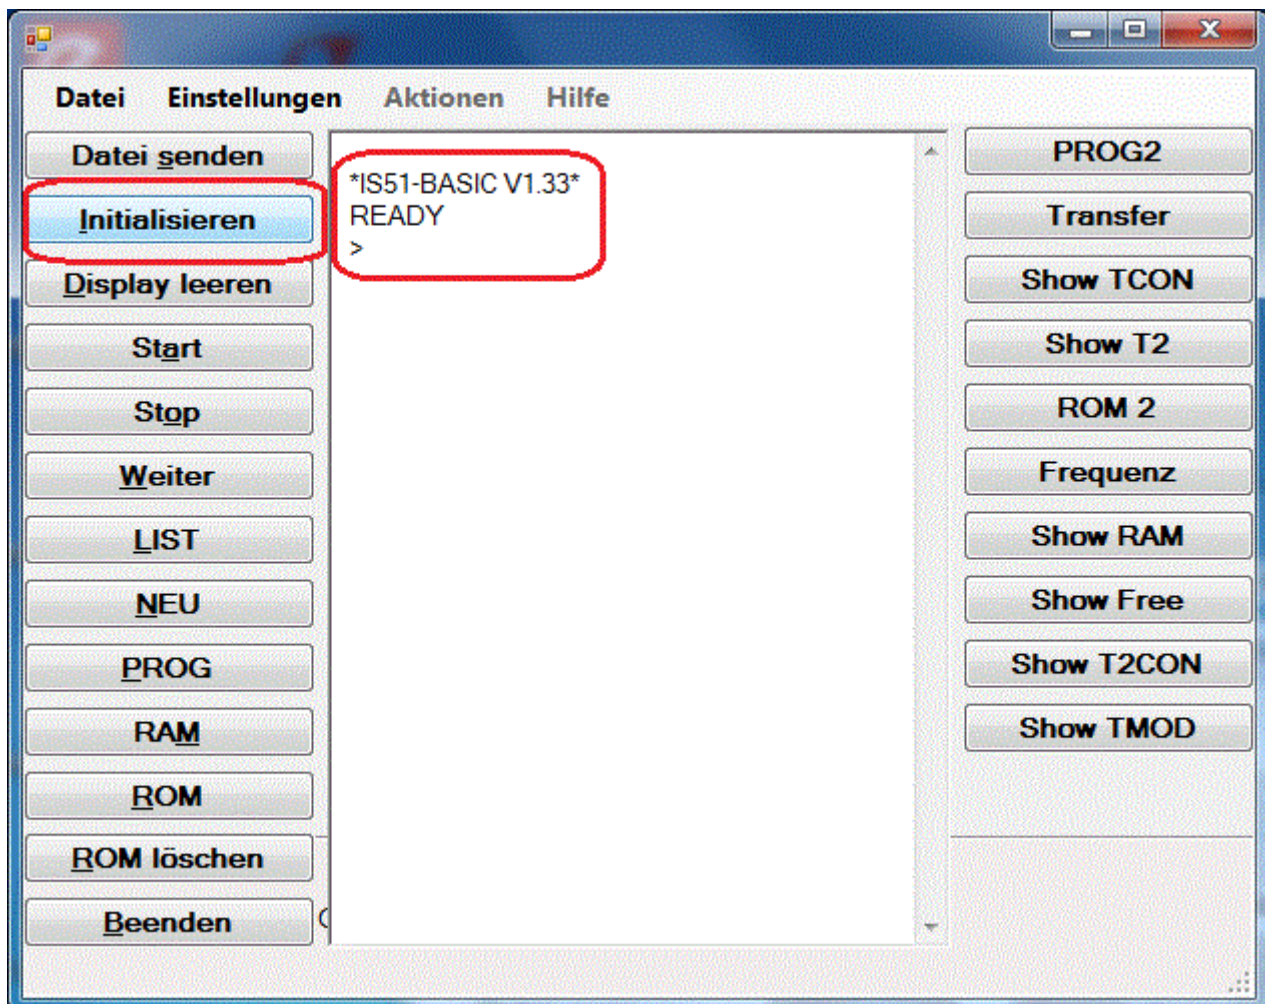 Datei Einstellungen Aktionen Hilfe
Datei senden
Initialisieren
Display leeren
Start
Stop
Weiter
LIST
NEU
PROG
RAM
ROM
ROM löschen
Beenden
*IS51-BASIC V1.33*
READY
>
PROG2
Transfer
Show TCON
Show T2
ROM 2
Frequenz
Show RAM
Show Free
Show T2CON
Show TMOD